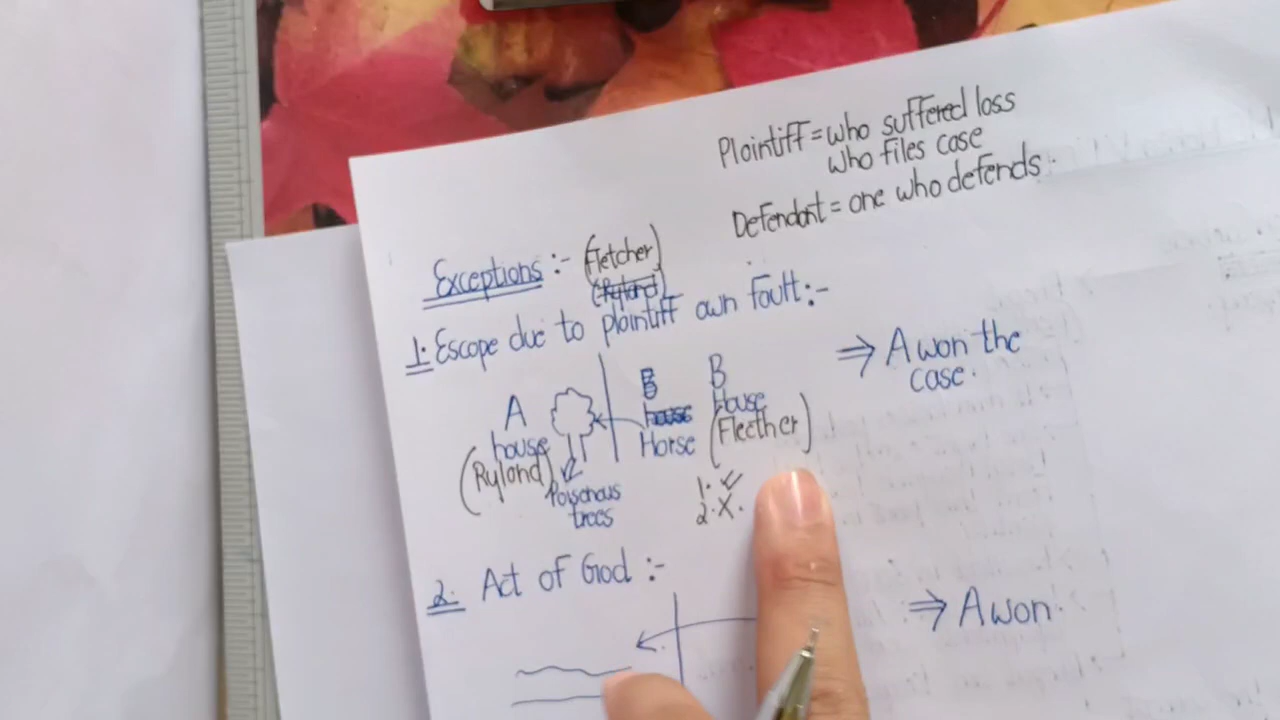 Plaintiff = who suffered loss
who files case
Defendant = one who defends.
Exceptions :- (Fletcher)
(Ryland)
1. Escape due to plaintiff own fault :-
⇒ A won the
case.
A
house
(Ryland)
Poisonous
trees
B
house
Horse
B
House
(Flecther)
1. ✓
2. X.
2. Act of God :-
⇒ A won.